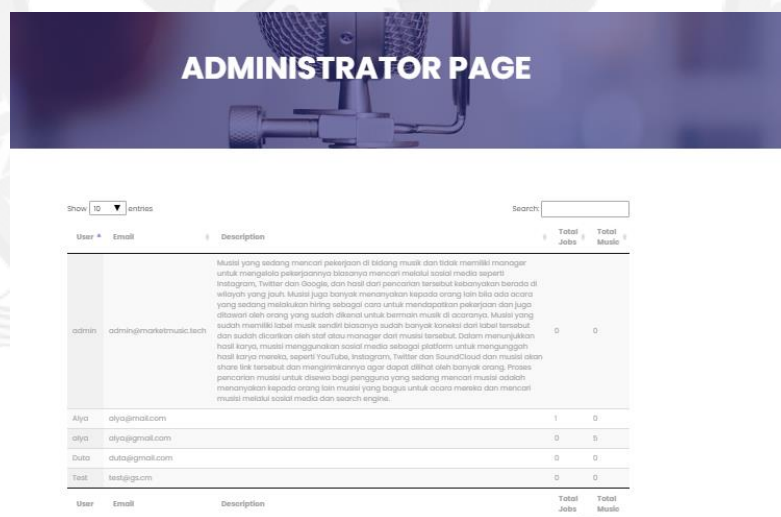 ADMINISTRATOR PAGE
Show 10 entries Search:
User Email Description Total Jobs Total Music
Musisi yang sedang mencari pekerjaan di bidang musik dan tidak memiliki manager
untuk mengelola pekerjaannya biasanya mencari melalui sosial media seperti
Instagram, Twitter dan Google, dan hasil dari pencarian tersebut kebanyakan berada di
wilayah yang jauh. Musisi juga banyak menanyakan kepada orang lain bila ada acara
yang sedang melakukan hiring sebagai cara untuk mendapatkan pekerjaan dan juga
ditawari oleh orang yang sudah dikenal untuk bermain musik di acaranya. Musisi yang
sudah memiliki label musik sendiri biasanya sudah banyak koneksi dari label tersebut
admin admin@marketmusic.tech dan sudah dicarikan oleh staf atau manager dari musisi tersebut. Dalam menunjukkan 0 0
hasil karya, musisi menggunakan sosial media sebagai platform untuk mengunggah
hasil karya mereka, seperti YouTube, Instagram, Twitter dan SoundCloud dan musisi akan
share link tersebut dan mengirimkannya agar dapat dilihat oleh banyak orang. Proses
pencarian musisi untuk disewa bagi pengguna yang sedang mencari musisi adalah
menanyakan kepada orang lain musisi yang bagus untuk acara mereka dan mencari
musisi melalui sosial media dan search engine.
Alya alya@mail.com 1 0
alya alya@gmail.com 0 5
Duta duta@gmail.com 0 0
Test test@gs.cm 0 0
User Email Description Total Jobs Total Music